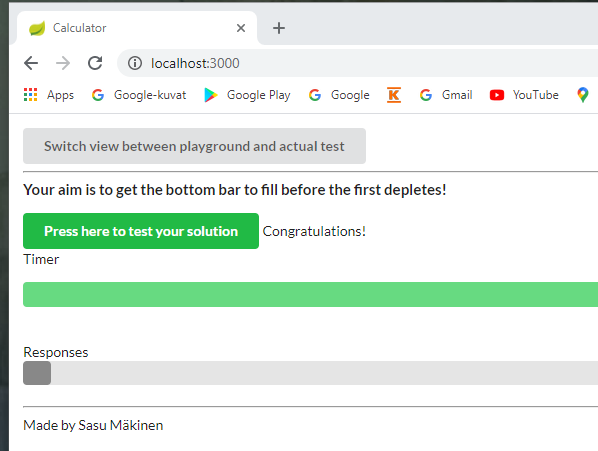 Calculator
localhost:3000
Apps Google-kuvat Google Play Google Gmail YouTube
Switch view between playground and actual test
Your aim is to get the bottom bar to fill before the first depletes!
Press here to test your solution Congratulations!
Timer
Responses
Made by Sasu Mäkinen